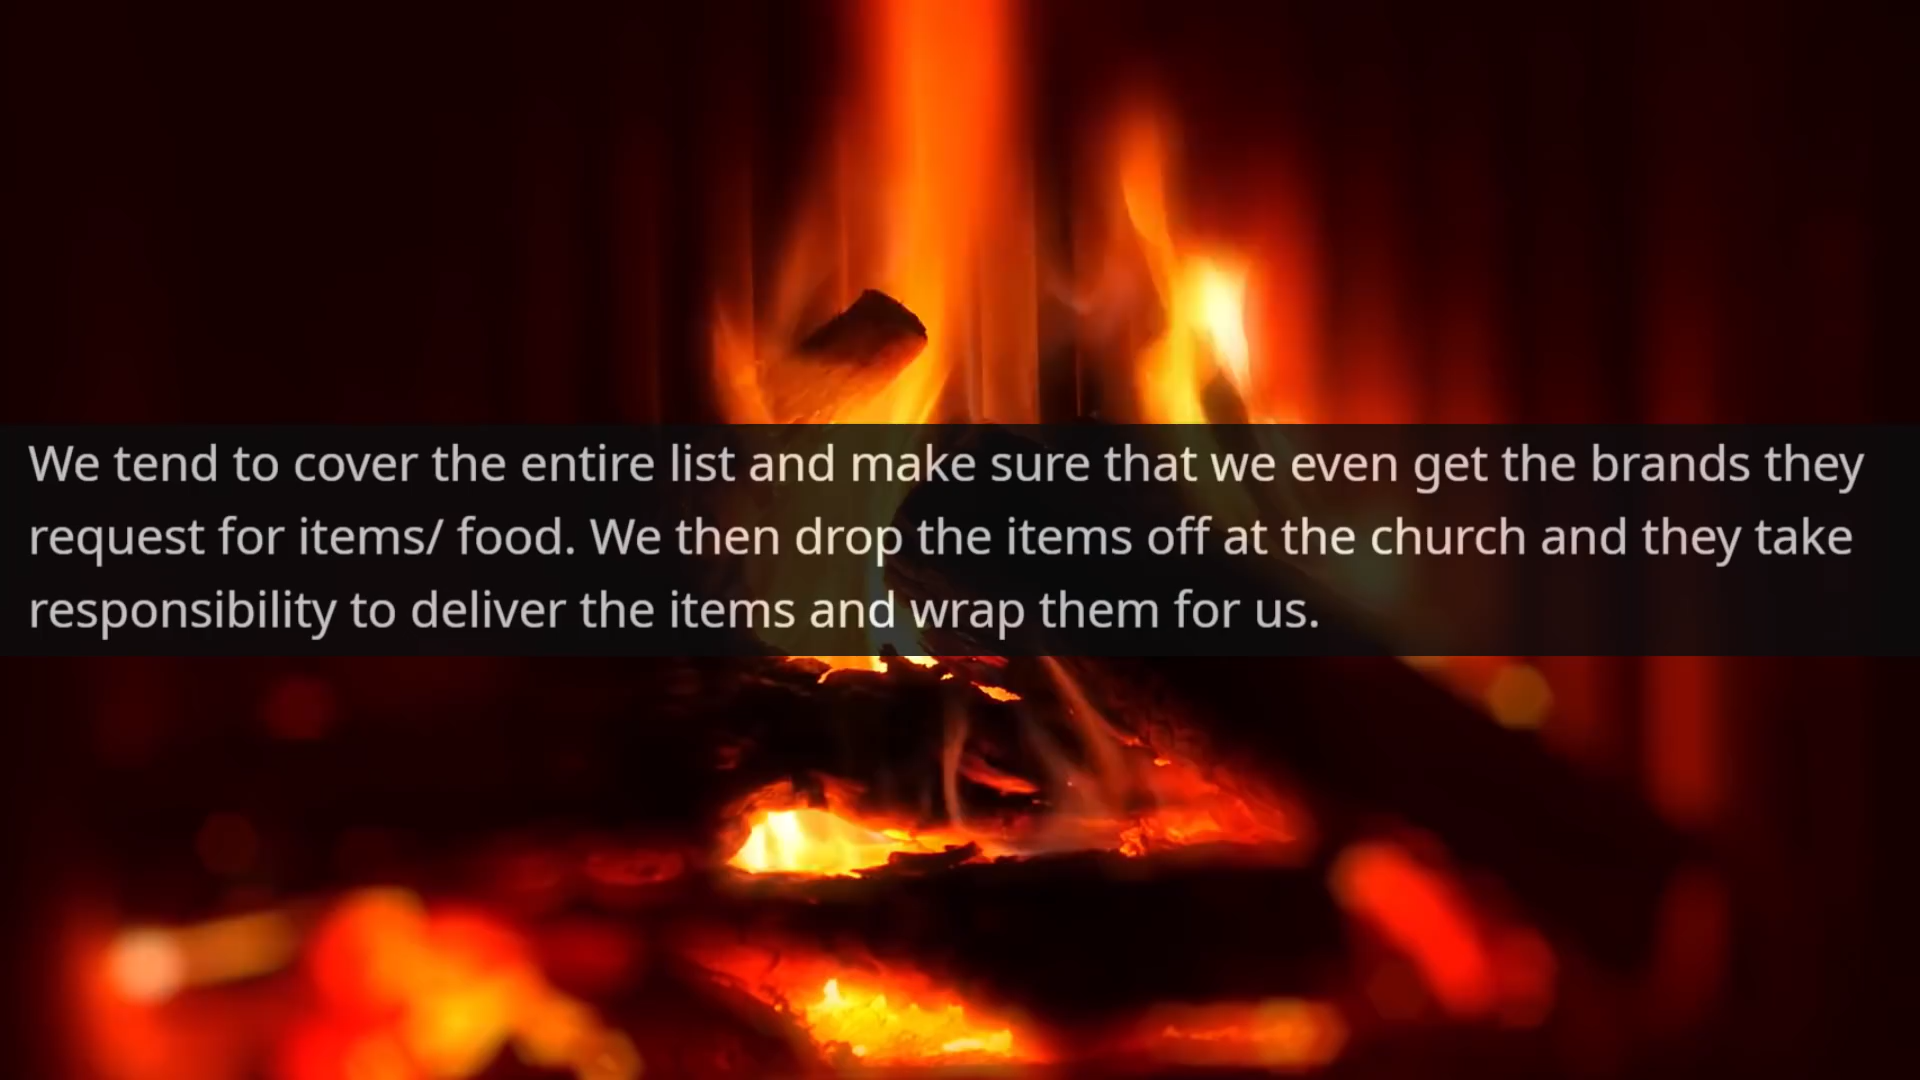 We tend to cover the entire list and make sure that we even get the brands they
request for items/ food. We then drop the items off at the church and they take
responsibility to deliver the items and wrap them for us.